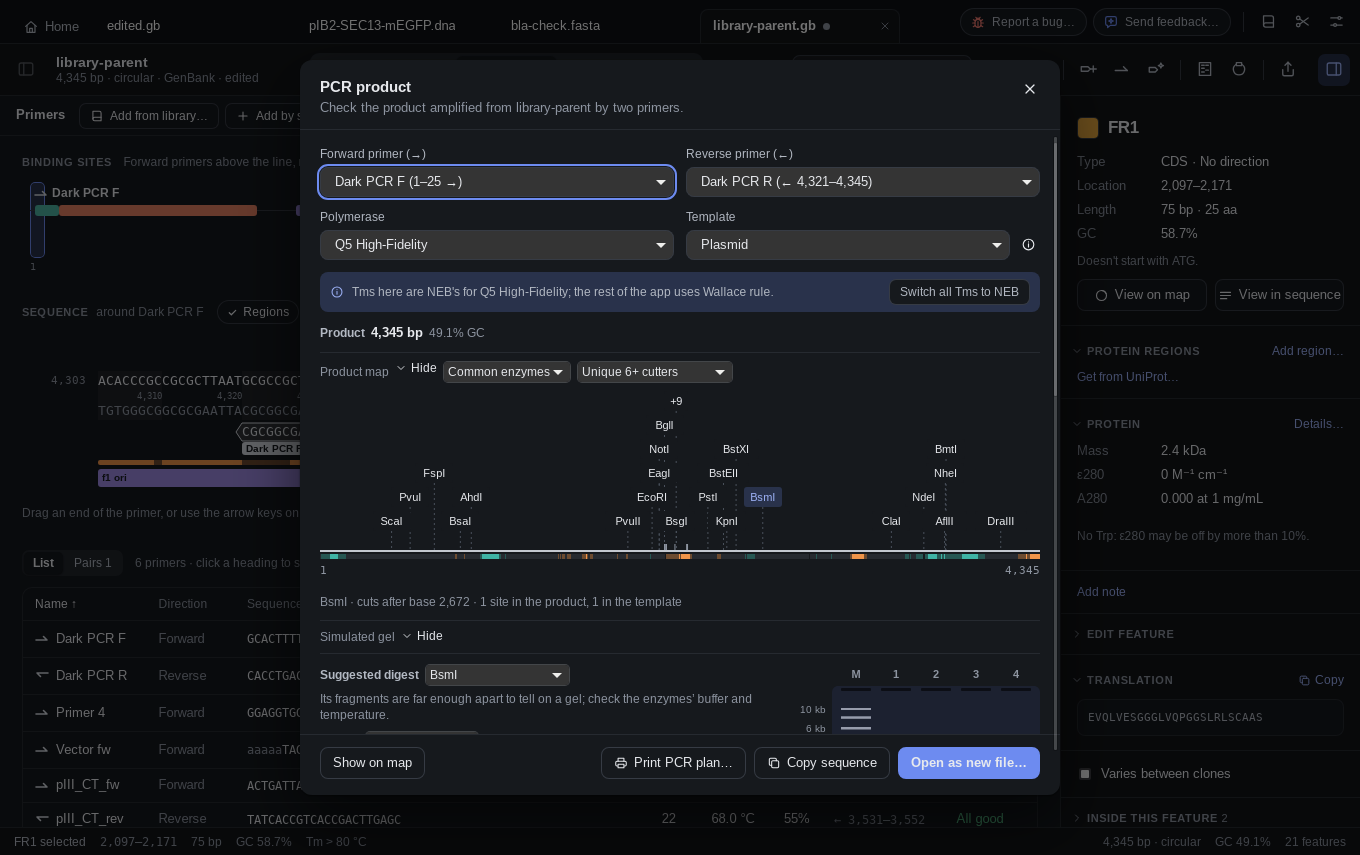 Home
edited.gb
pIB2-SEC13-mEGFP.dna
bla-check.fasta
library-parent.gb
Report a bug…
Send feedback…
library-parent
4,345 bp · circular · GenBank · edited
Primers
Add from library…
Add by s
BINDING SITES Forward primers above the line,
Dark PCR F
1
SEQUENCE around Dark PCR F
Regions
4,303 ACACCCGCCGCGCTTAATGCGCCGCT
4,310 4,320
TGTGGGCGGCGCGAATTACGCGGCGA
CGCGGCGA
Dark PCR F
f1 ori
Drag an end of the primer, or use the arrow keys on
List Pairs 1 6 primers · click a heading to s
Name ↑ Direction Sequence
Dark PCR F Forward GCACTTTT
Dark PCR R Reverse CACCTGAC
Primer 4 Forward GGAGGTGG
Vector fw Forward aaaaaTAG
pIII_CT_fw Forward ACTGATTA
pIII_CT_rev Reverse TATCACCGTCACCGACTTGAGC 22 68.0 °C 55% ← 3,531–3,552 All good
PCR product
Check the product amplified from library-parent by two primers.
Forward primer (→) Reverse primer (←)
Dark PCR F (1–25 →) Dark PCR R (← 4,321–4,345)
Polymerase Template
Q5 High-Fidelity Plasmid
Tms here are NEB's for Q5 High-Fidelity; the rest of the app uses Wallace rule. Switch all Tms to NEB
Product 4,345 bp 49.1% GC
Product map Hide Common enzymes Unique 6+ cutters
+9
BglI
NotI BstXI BmtI
FspI EagI BstEII NheI
PvuI AhdI EcoRI PstI BsmI NdeI
ScaI BsaI PvuII BsgI KpnI ClaI AflII DraIII
1 4,345
BsmI · cuts after base 2,672 · 1 site in the product, 1 in the template
Simulated gel Hide
Suggested digest BsmI
M 1 2 3 4
Its fragments are far enough apart to tell on a gel; check the enzymes' buffer and
temperature.
10 kb
6 kb
Show on map Print PCR plan… Copy sequence Open as new file…
FR1
Type CDS · No direction
Location 2,097–2,171
Length 75 bp · 25 aa
GC 58.7%
Doesn't start with ATG.
View on map View in sequence
PROTEIN REGIONS Add region…
Get from UniProt…
PROTEIN Details…
Mass 2.4 kDa
ε280 0 M⁻¹ cm⁻¹
A280 0.000 at 1 mg/mL
No Trp: ε280 may be off by more than 10%.
Add note
EDIT FEATURE
TRANSLATION Copy
EVQLVESGGGLVQPGGSLRLSCAAS
Varies between clones
INSIDE THIS FEATURE 2
FR1 selected 2,097–2,171 75 bp GC 58.7% Tm > 80 °C 4,345 bp · circular GC 49.1% 21 features